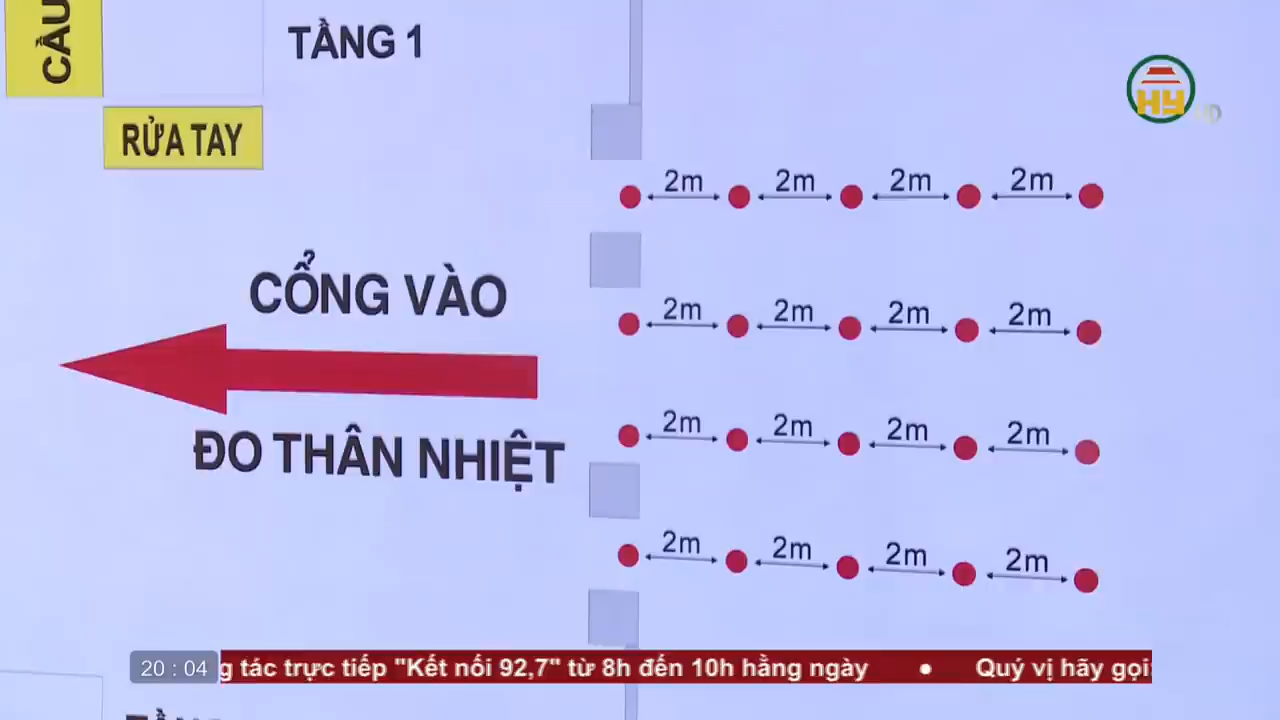 CẦU
TẦNG 1
HY
HD
RỬA TAY
2m 2m 2m 2m
CỔNG VÀO
2m 2m 2m 2m
ĐO THÂN NHIỆT
2m 2m 2m 2m
2m 2m 2m 2m
20 : 04
g tác trực tiếp "Kết nối 92,7" từ 8h đến 10h hằng ngày • Quý vị hãy gọi